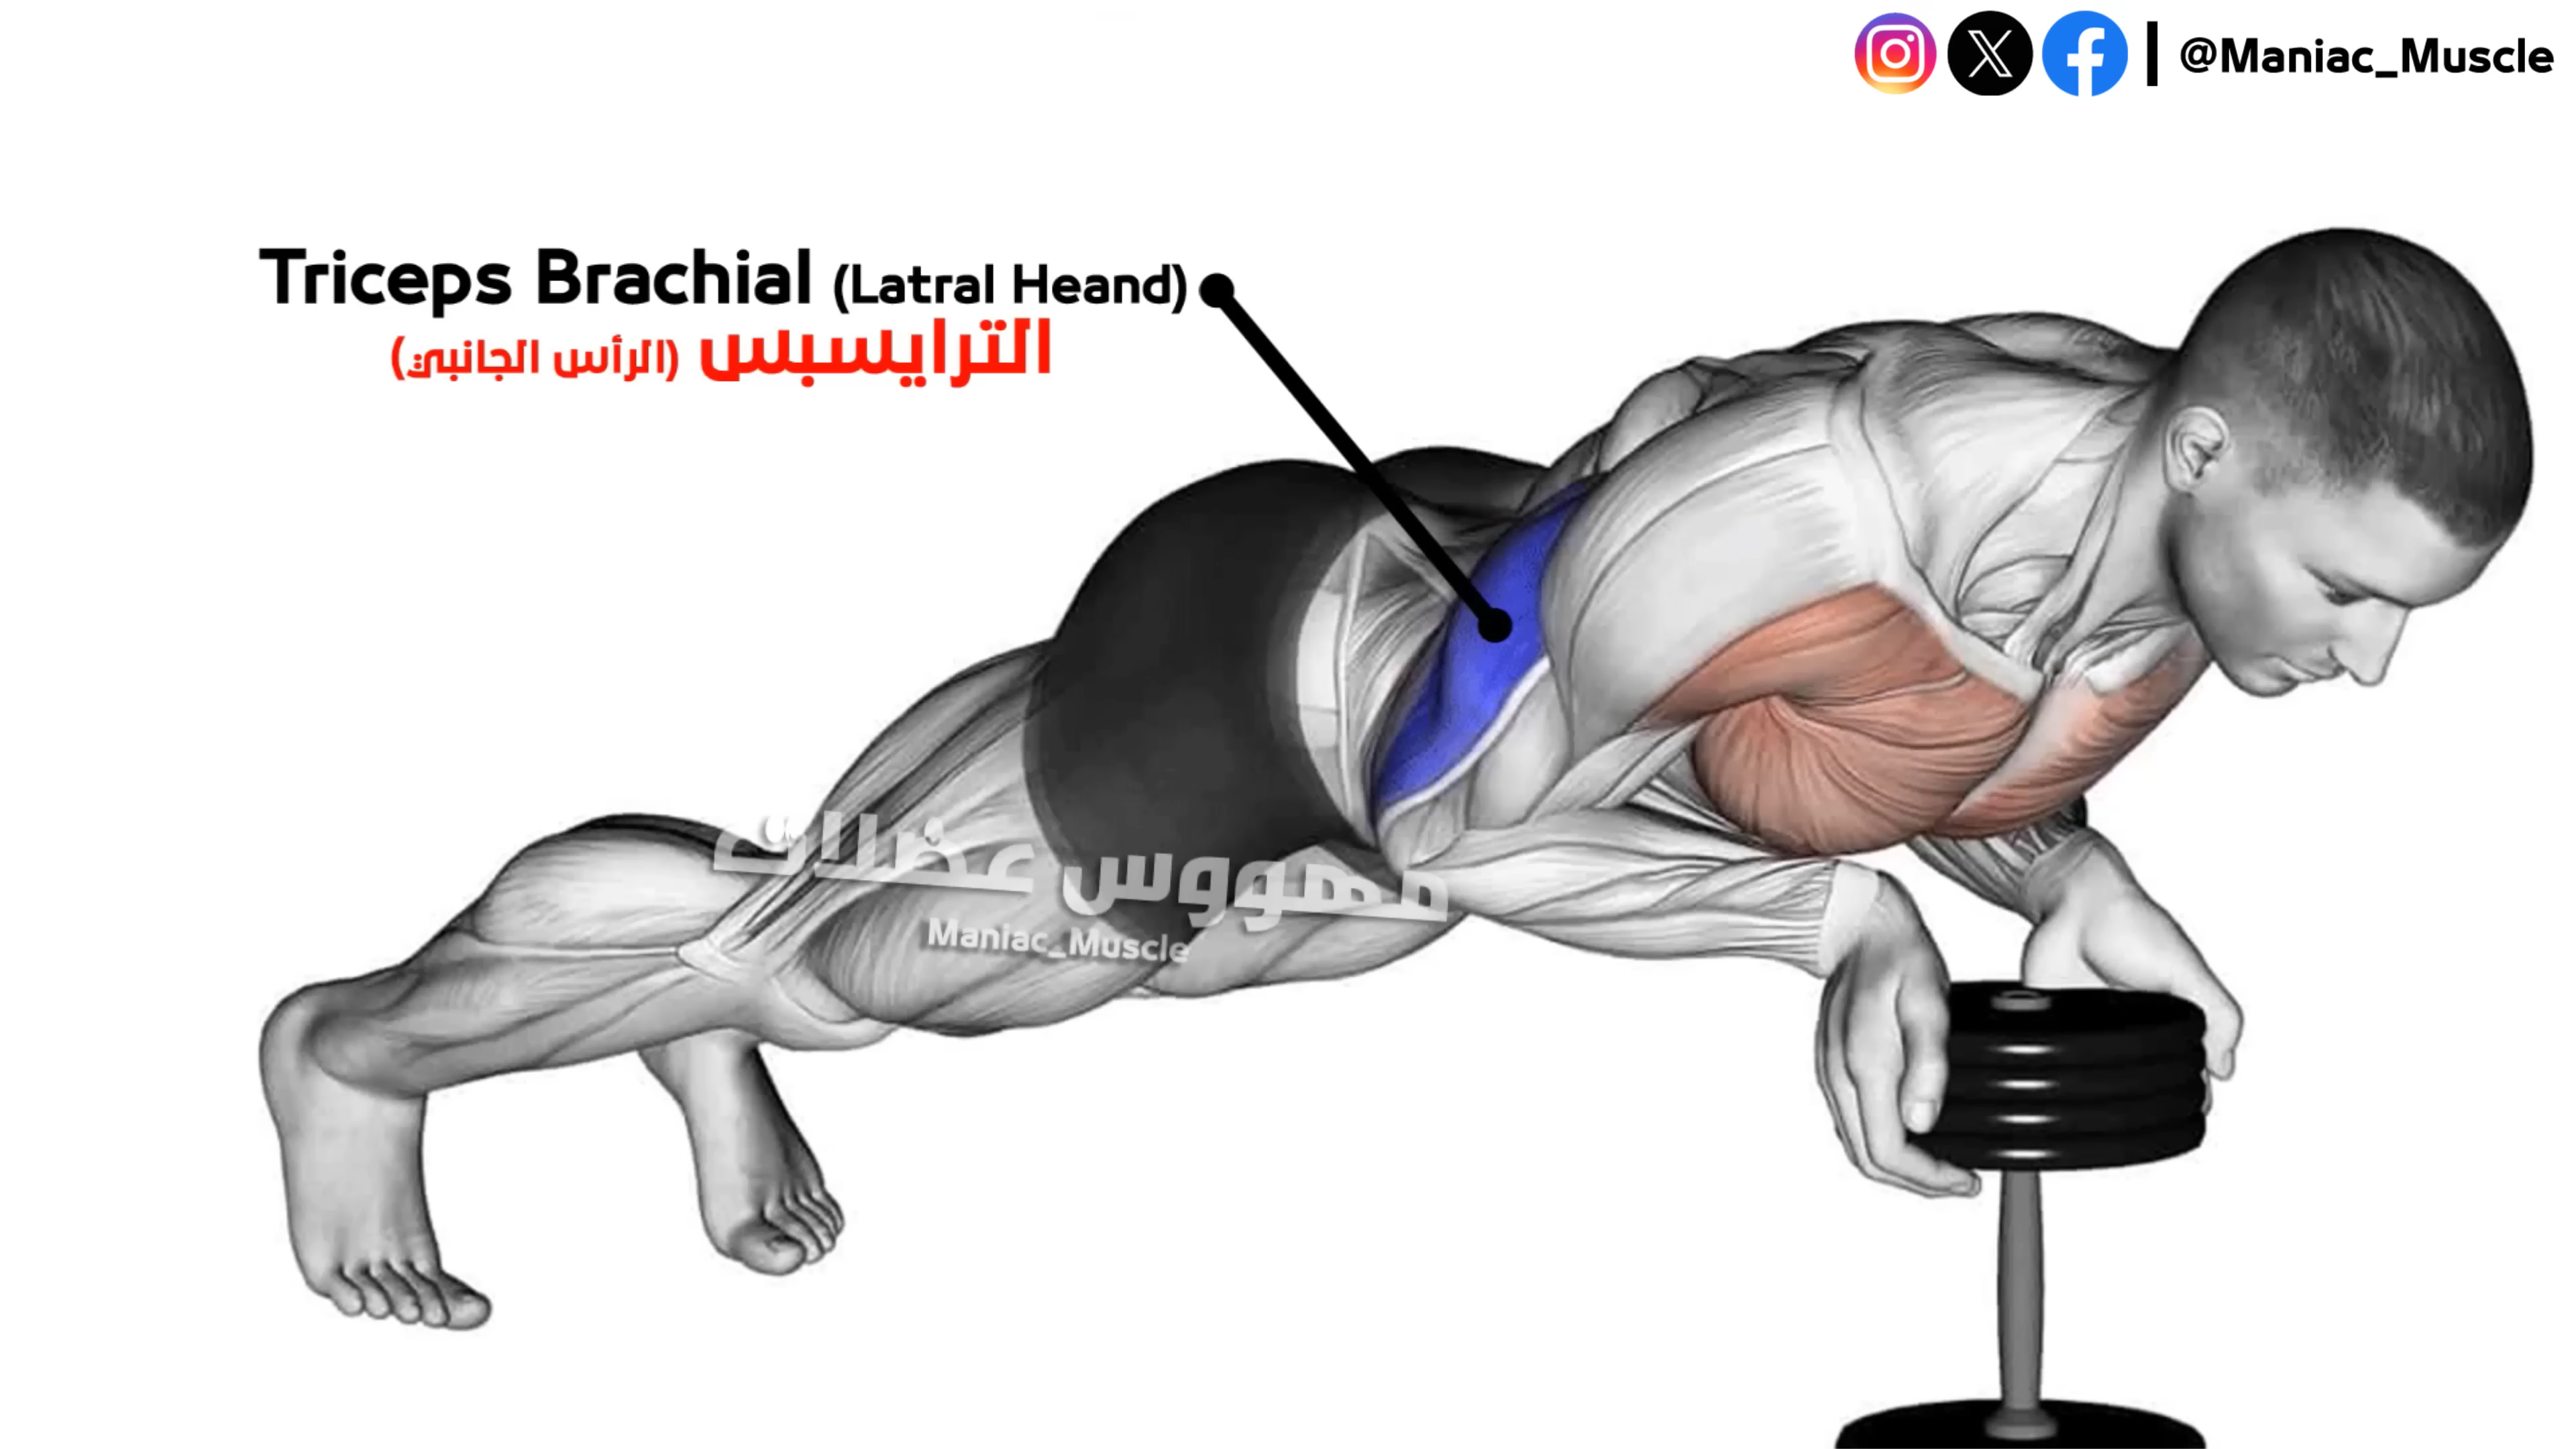 @Maniac_Muscle
Triceps Brachial (Latral Heand)
الترايسبس (الرأس الجانبي)
مهووس عضلات
Maniac_Muscle